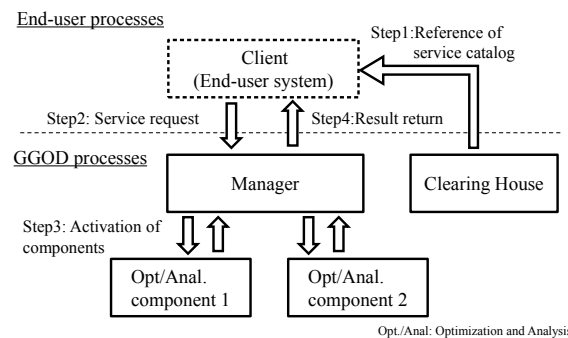 End-user processes
Step1:Reference of
service catalog
Client
(End-user system)
Step2: Service request
Step4:Result return
GGOD processes
Manager
Clearing House
Step3: Activation of
components
Opt/Anal.
component 1
Opt/Anal.
component 2
Opt./Anal: Optimization and Analysis